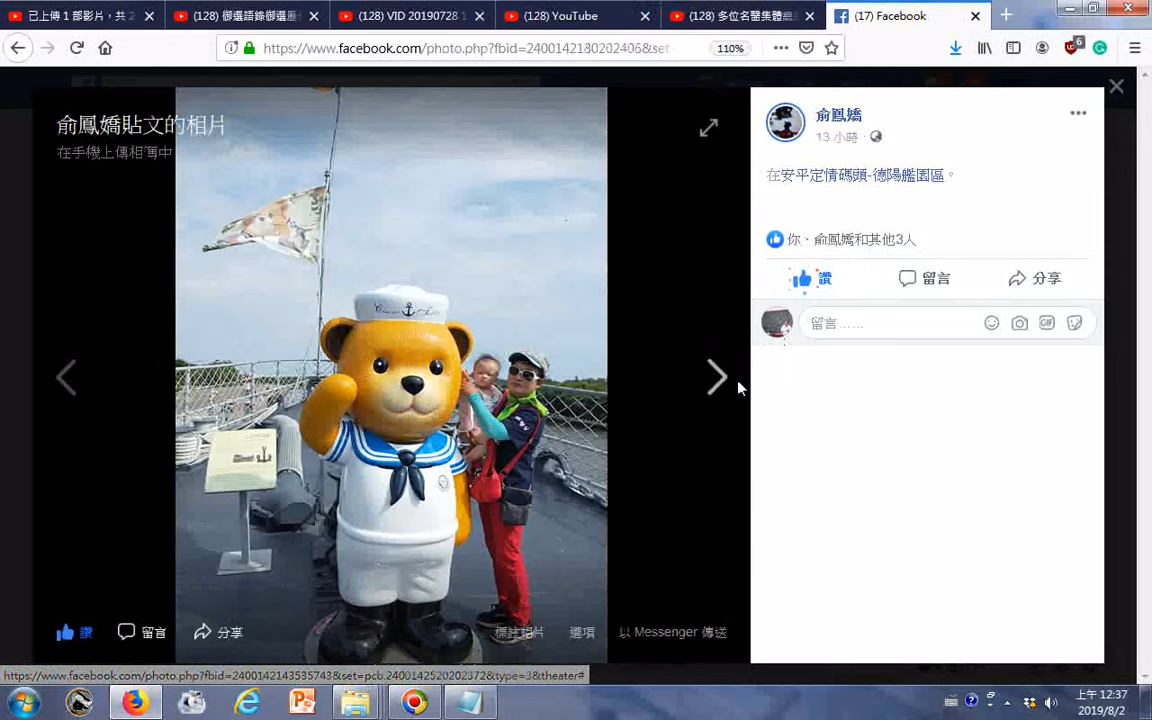 已上傳 1 部影片，共 2
(128) 御選語錄御選歷
(128) VID 20190728 1
(128) YouTube
(128) 多位名醫集體
(17) Facebook
https://www.facebook.com/photo.php?fbid=2400142180202406&set=
110%
6
俞鳳嬌貼文的相片
在手機上傳相簿中
俞鳳嬌
13 小時
在安平定情碼頭-德陽艦園區。
你、俞鳳嬌和其他3人
讚 留言 分享
留言……
讚 留言 分享
標註相片 選項 以 Messenger 傳送
https://www.facebook.com/photo.php?fbid=2400142143535743&set=pcb.2400142520202372&type=3&theater#
上午 12:37
2019/8/2